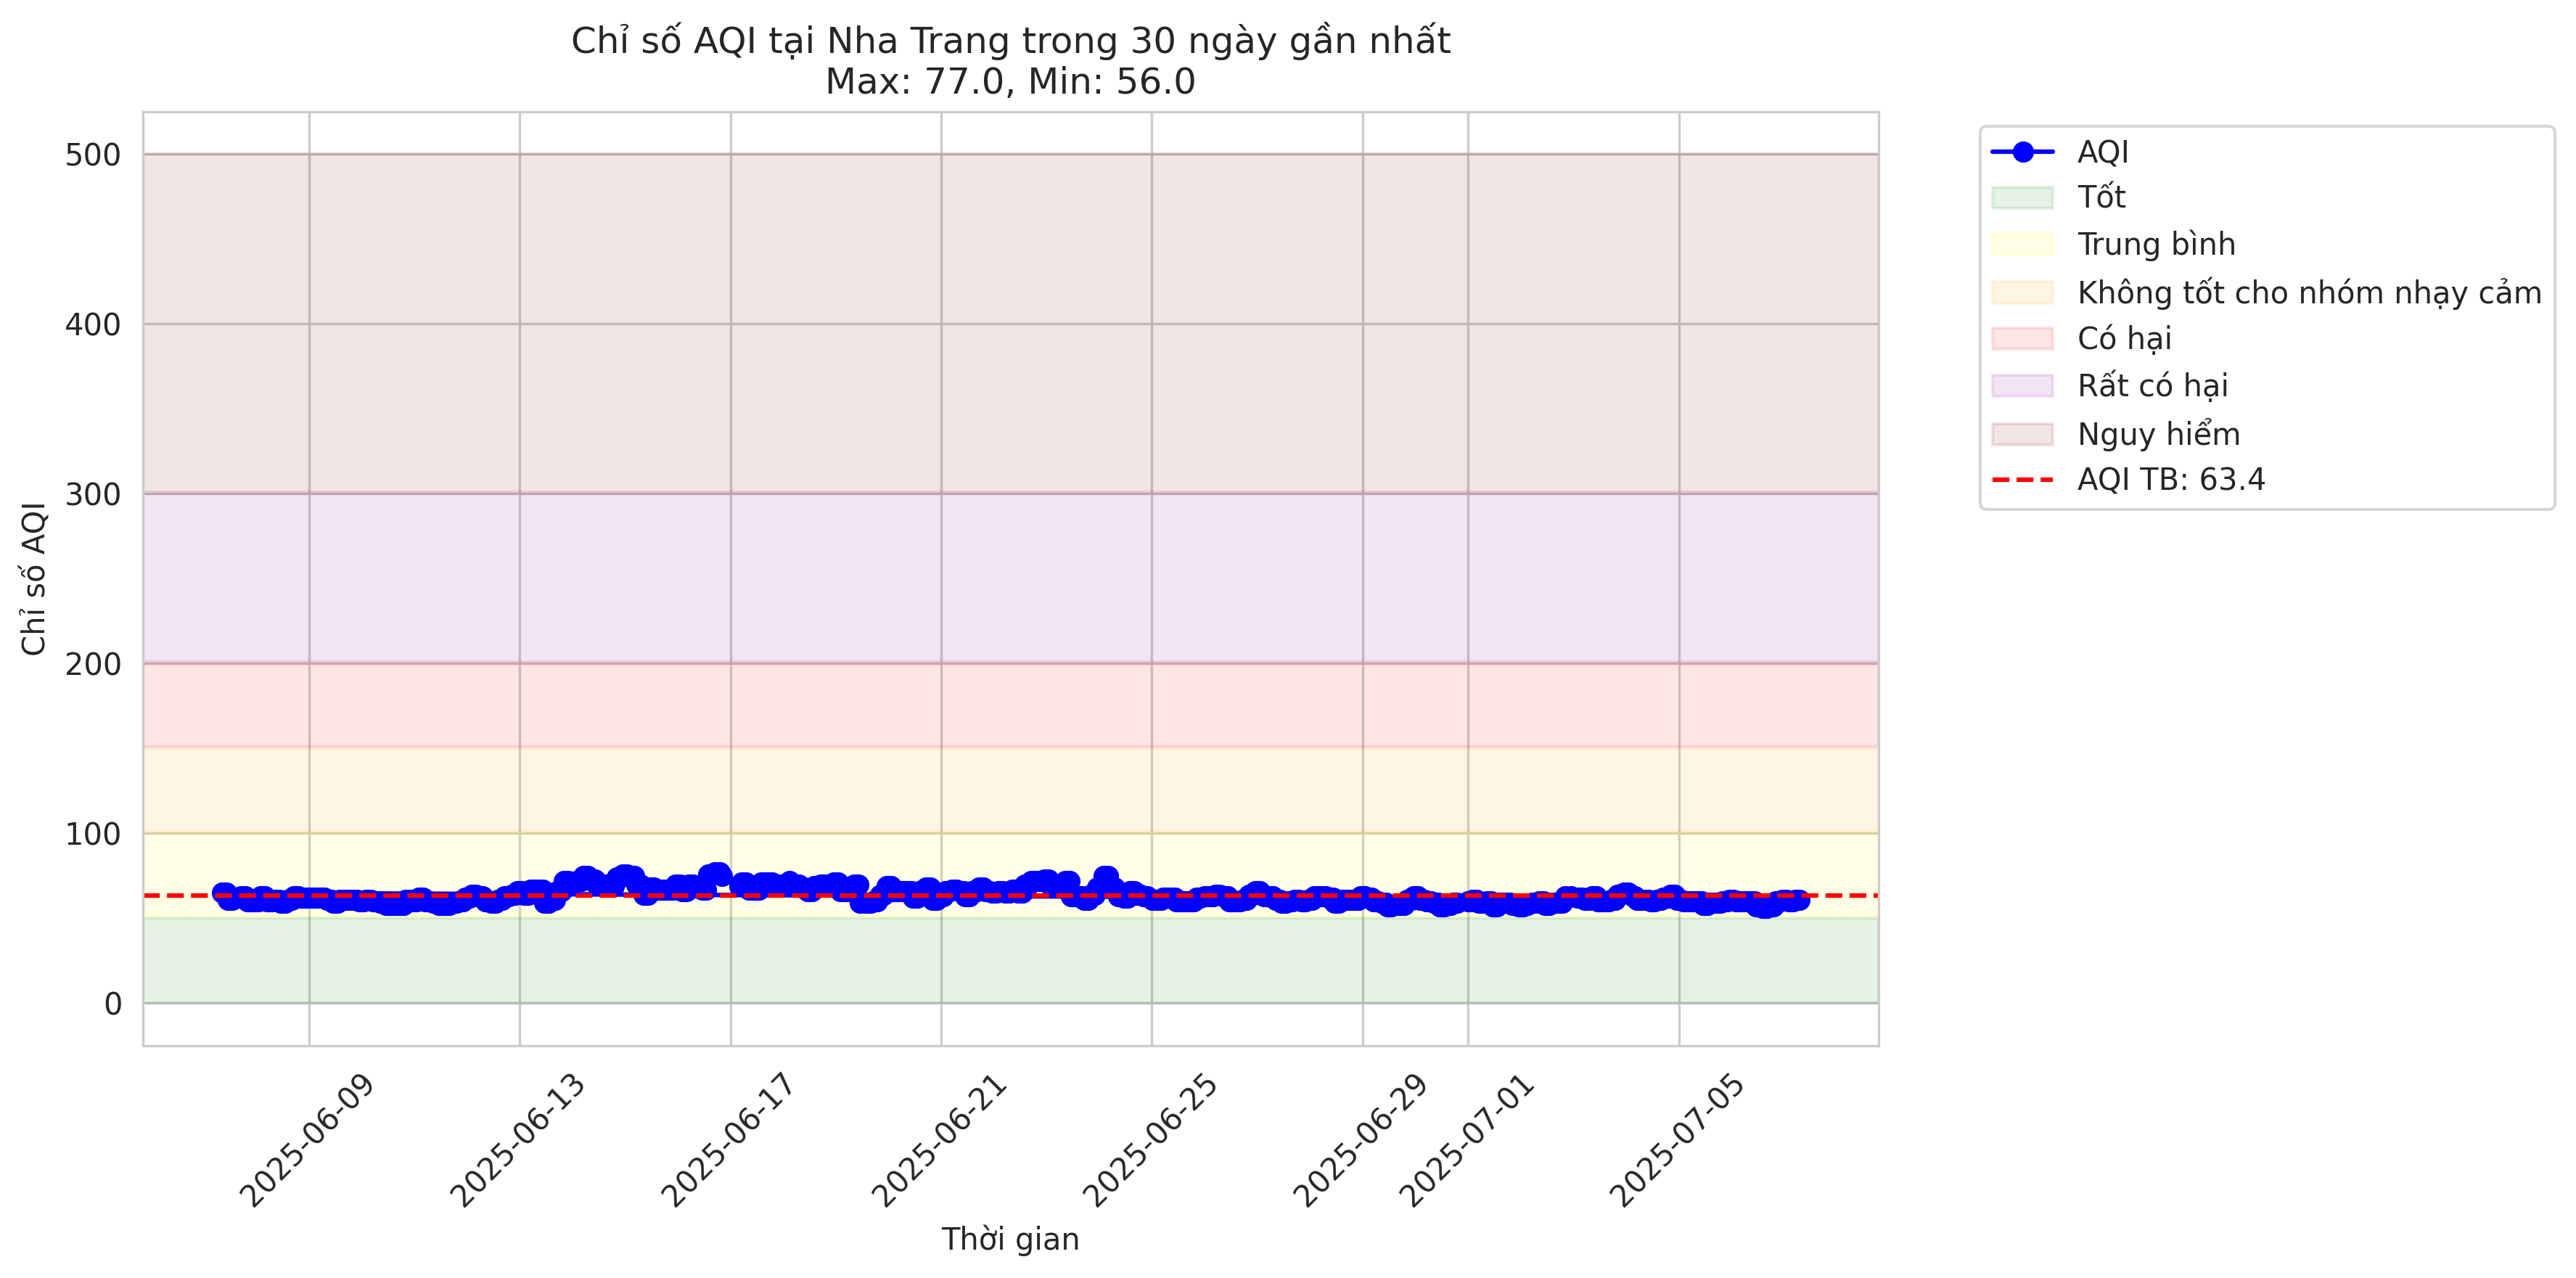 Chỉ số AQI tại Nha Trang trong 30 ngày gần nhất
Max: 77.0, Min: 56.0
Chỉ số AQI
500
400
300
200
100
0
2025-06-09
2025-06-13
2025-06-17
2025-06-21
2025-06-25
2025-06-29
2025-07-01
2025-07-05
Thời gian
AQI
Tốt
Trung bình
Không tốt cho nhóm nhạy cảm
Có hại
Rất có hại
Nguy hiểm
AQI TB: 63.4